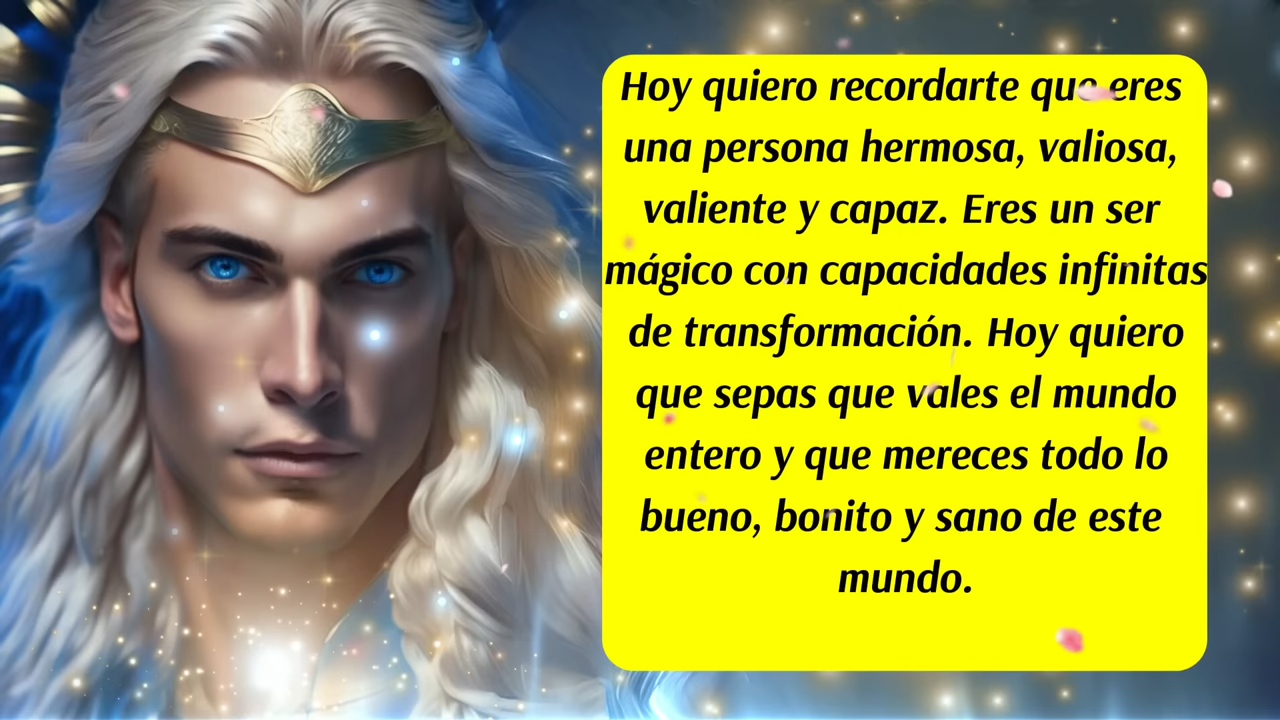 Hoy quiero recordarte que eres
una persona hermosa, valiosa,
valiente y capaz. Eres un ser
mágico con capacidades infinitas
de transformación. Hoy quiero
que sepas que vales el mundo
entero y que mereces todo lo
bueno, bonito y sano de este
mundo.